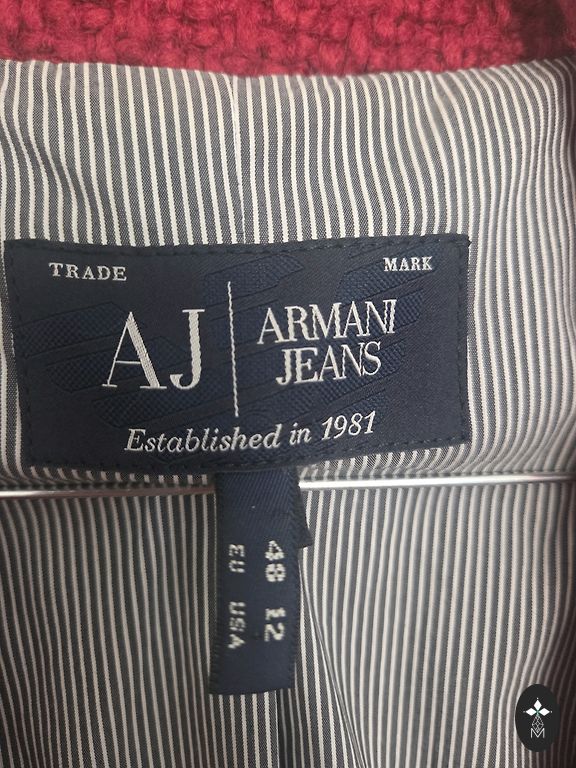 TRADE MARK
AJ ARMANI
JEANS
Established in 1981
48 12
EU USA
M